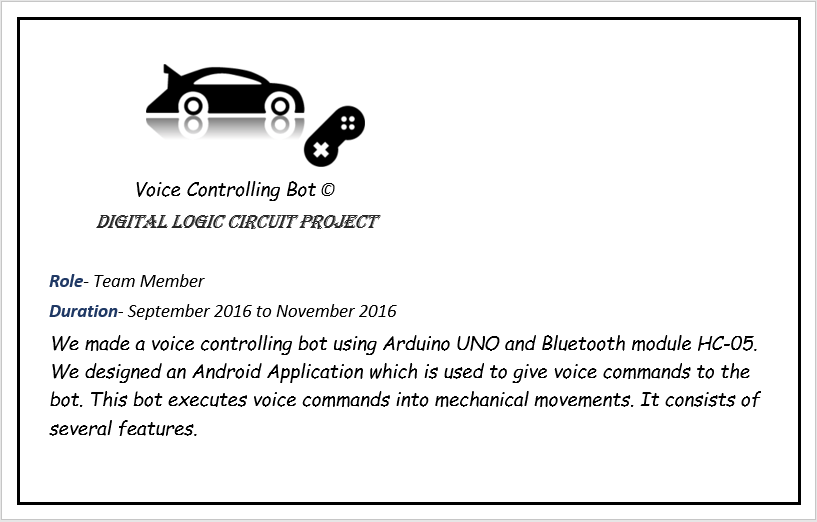 Voice Controlling Bot ©
DIGITAL LOGIC CIRCUIT PROJECT
Role- Team Member
Duration- September 2016 to November 2016
We made a voice controlling bot using Arduino UNO and Bluetooth module HC-05.
We designed an Android Application which is used to give voice commands to the
bot. This bot executes voice commands into mechanical movements. It consists of
several features.